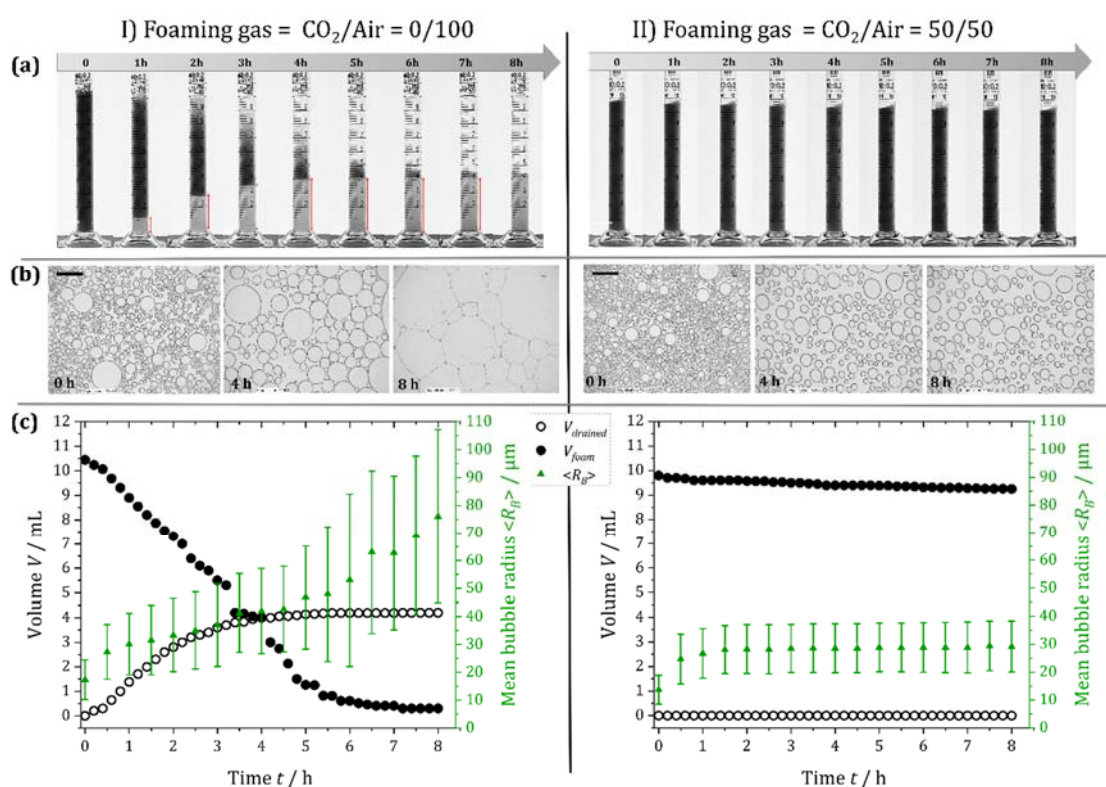 I) Foaming gas = CO₂/Air = 0/100
II) Foaming gas = CO₂/Air = 50/50
(a)
0 1h 2h 3h 4h 5h 6h 7h 8h
0 1h 2h 3h 4h 5h 6h 7h 8h
(b)
0 h 4 h 8 h
0 h 4 h 8 h
(c)
12 11 10 9 8 7 6 5 4 3 2 1 0
Volume V / mL
110 100 90 80 70 60 50 40 30 20 10 0
Mean bubble radius <R_B> / µm
0 1 2 3 4 5 6 7 8
Time t / h
V_drained
V_foam
<R_B>
12 11 10 9 8 7 6 5 4 3 2 1 0
Volume V / mL
110 100 90 80 70 60 50 40 30 20 10 0
Mean bubble radius <R_B> / µm
0 1 2 3 4 5 6 7 8
Time t / h